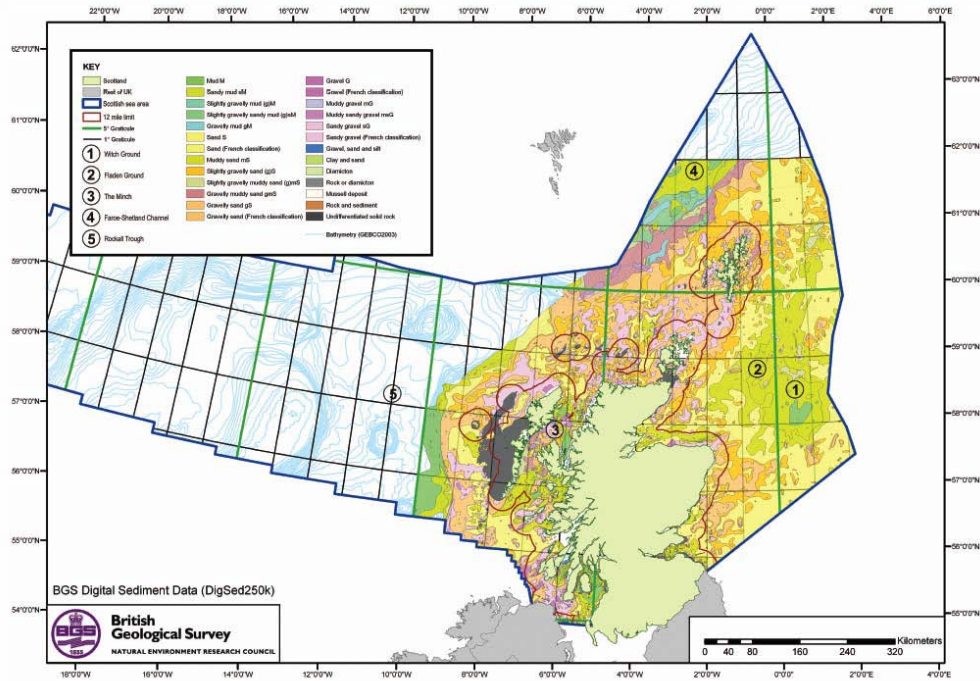 22°0'0"W 20°0'0"W 18°0'0"W 16°0'0"W 14°0'0"W 12°0'0"W 10°0'0"W 8°0'0"W 6°0'0"W 4°0'0"W 2°0'0"W 0°0'0" 2°0'0"E 4°0'0"E 6°0'0"E
62°0'0"N
61°0'0"N
60°0'0"N
59°0'0"N
58°0'0"N
57°0'0"N
56°0'0"N
55°0'0"N
54°0'0"N
KEY
Scotland
Rest of UK
Scottish sea area
12 mile limit
5° Graticule
1° Graticule
1 Witch Ground
2 Fladen Ground
3 The Minch
4 Faroe-Shetland Channel
5 Rockall Trough
Mud M
Sandy mud sM
Slightly gravelly mud (g)M
Slightly gravelly sandy mud (g)sM
Gravelly mud gM
Sand S
Sand (French classification)
Muddy sand mS
Slightly gravelly sand (g)S
Slightly gravelly muddy sand (g)mS
Gravelly muddy sand gmS
Gravelly sand gS
Gravelly sand (French classification)
Gravel G
Gravel (French classification)
Muddy gravel mG
Muddy sandy gravel msG
Sandy gravel sG
Sandy gravel (French classification)
Gravel, sand and silt
Clay and sand
Diamicton
Rock or diamicton
Mussell deposit
Rock and sediment
Undifferentiated solid rock
Bathymetry (GEBCO2003)
4
5
3
2
1
63°0'0"N
62°0'0"N
61°0'0"N
60°0'0"N
59°0'0"N
58°0'0"N
57°0'0"N
56°0'0"N
55°0'0"N
BGS Digital Sediment Data (DigSed250k)
BGS
1835
British
Geological Survey
NATURAL ENVIRONMENT RESEARCH COUNCIL
0 40 80 160 240 320 Kilometers
18°0'0"W 16°0'0"W 14°0'0"W 12°0'0"W 10°0'0"W 8°0'0"W 6°0'0"W 4°0'0"W 2°0'0"W 0°0'0" 2°0'0"E